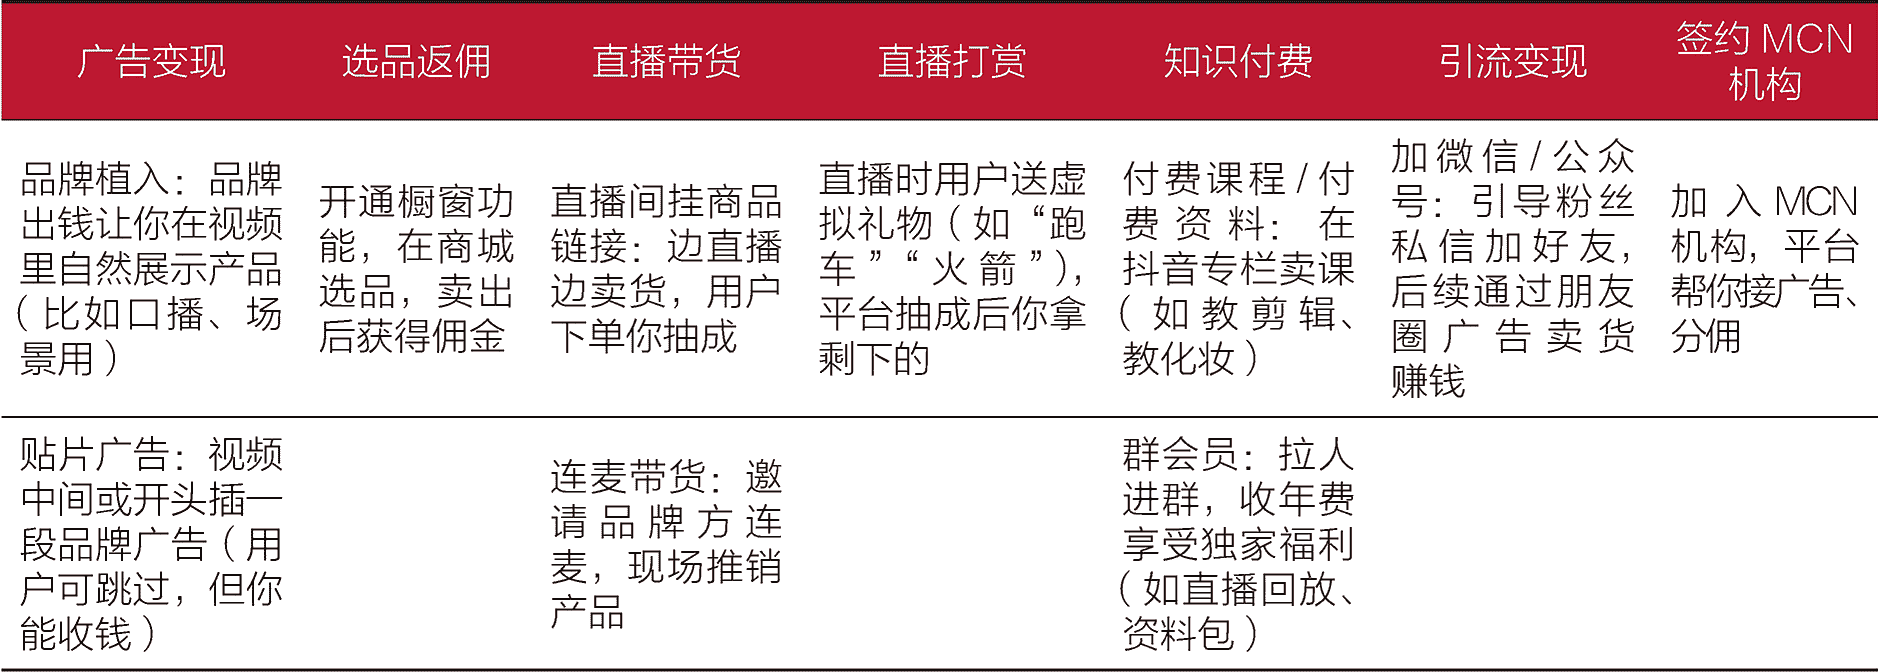 广告变现
选品返佣
直播带货
直播打赏
知识付费
引流变现
签约 MCN
机构
品牌植入：品牌
出钱让你在视频
里自然展示产品
（比如口播、场
景用）
开通橱窗功
能，在商城
选品，卖出
后获得佣金
直播间挂商品
链接：边直播
边卖货，用户
下单你抽成
直播时用户送虚
拟礼物（如“跑
车”“火箭”），
平台抽成后你拿
剩下的
付费课程/付
费资料：在
抖音专栏卖课
（如教剪辑、
教化妆）
加微信/公众
号：引导粉丝
私信加好友，
后续通过朋友
圈广告卖货
赚钱
加入MCN
机构，平台
帮你接广告、
分佣
贴片广告：视频
中间或开头插一
段品牌广告（用
户可跳过，但你
能收钱）
连麦带货：邀
请品牌方连
麦，现场推销
产品
群会员：拉人
进群，收年费
享受独家福利
（如直播回放、
资料包）